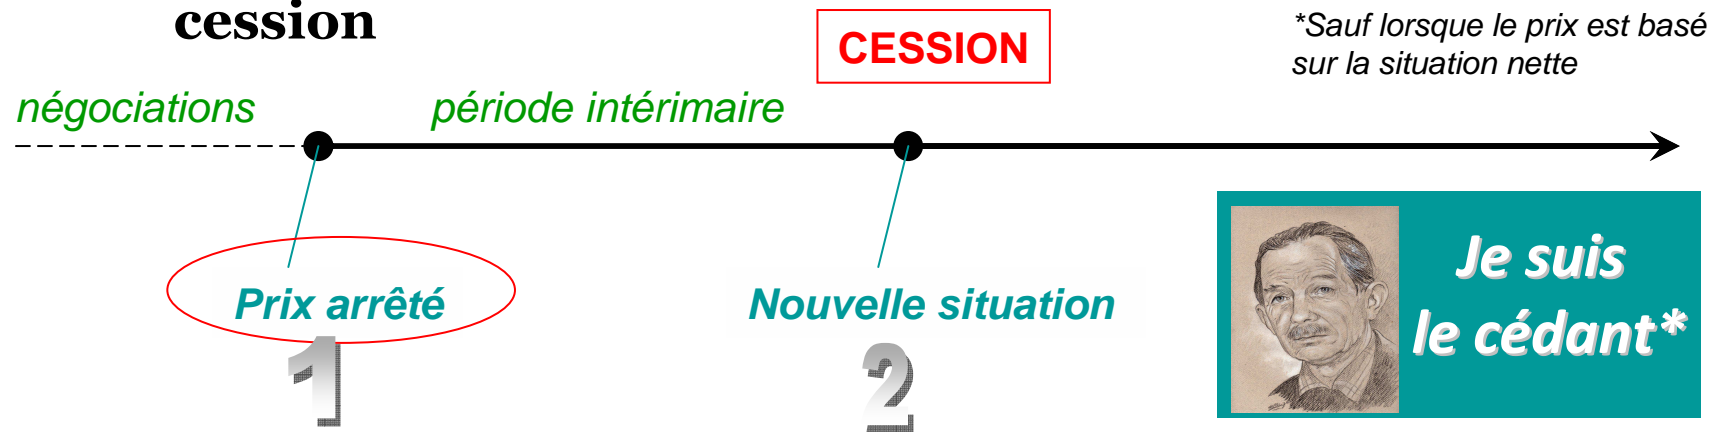 cession
CESSION
*Sauf lorsque le prix est basé
sur la situation nette
négociations
période intérimaire
Prix arrêté
1
Nouvelle situation
2
Je suis
le cédant*